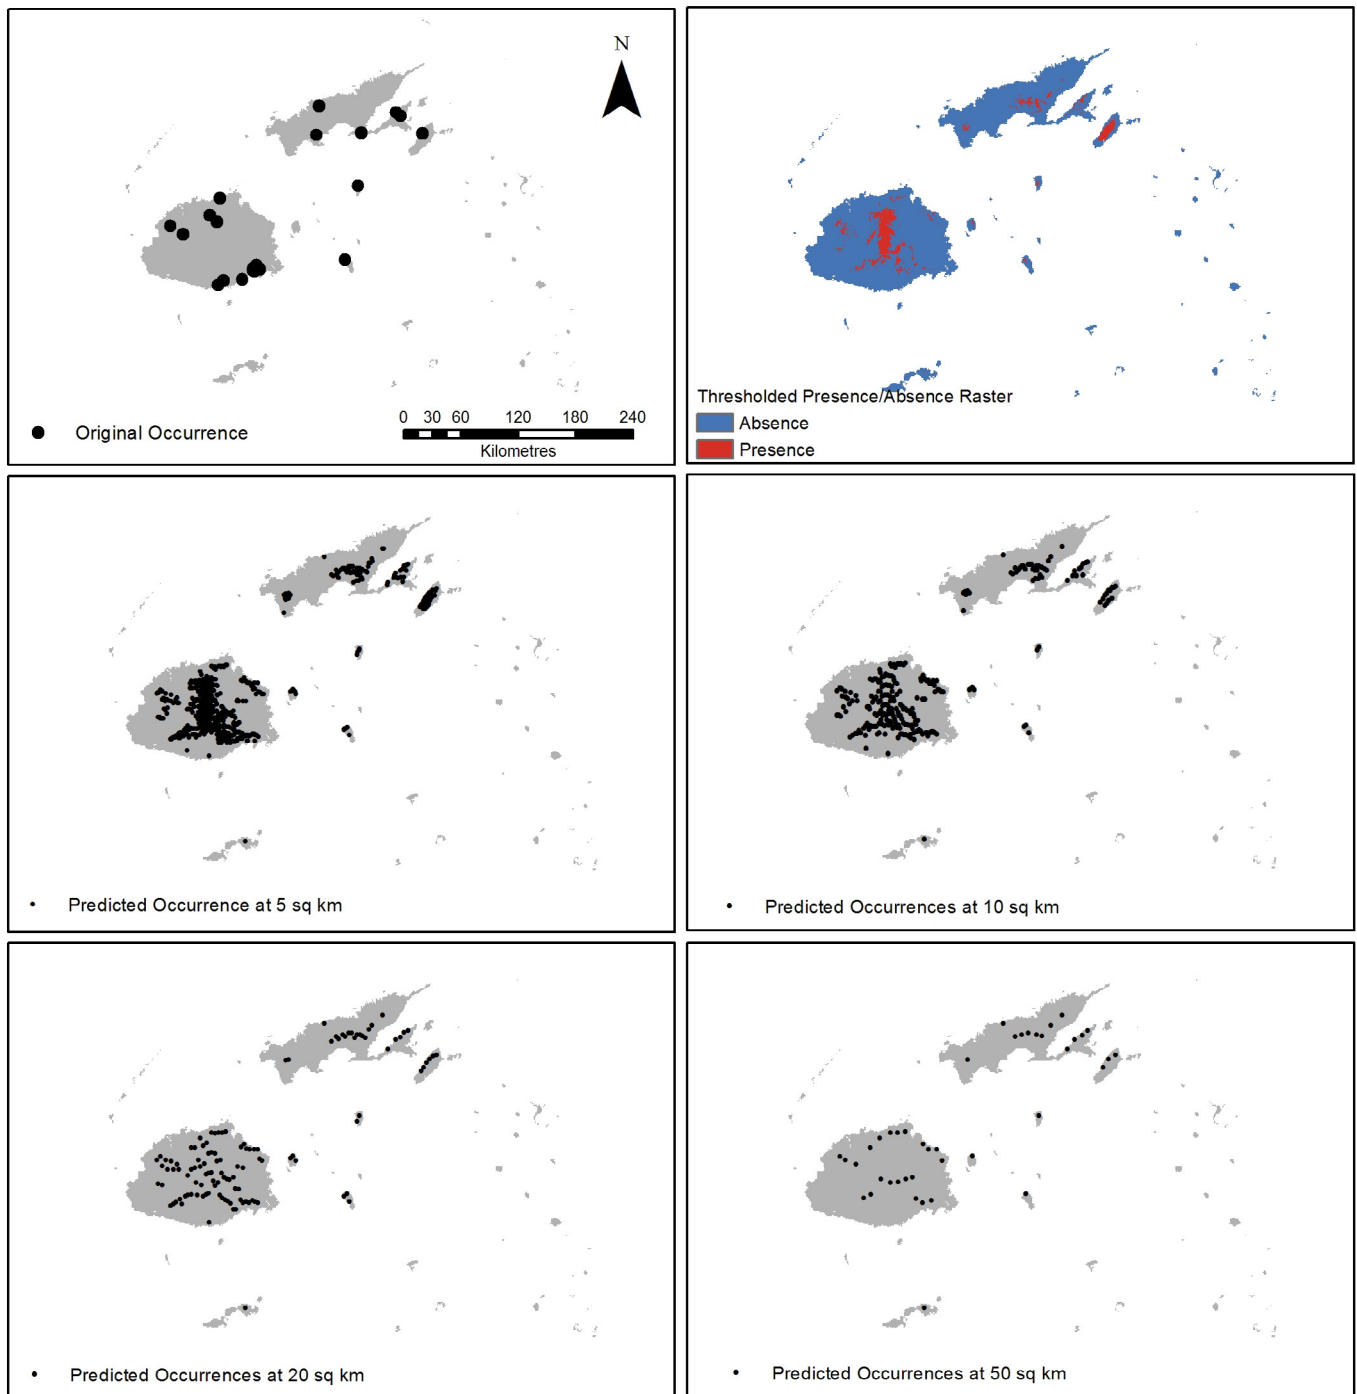 N
Original Occurrence
0 30 60 120 180 240
Kilometres
Thresholded Presence/Absence Raster
Absence
Presence
Predicted Occurrence at 5 sq km
Predicted Occurrences at 10 sq km
Predicted Occurrences at 20 sq km
Predicted Occurrences at 50 sq km